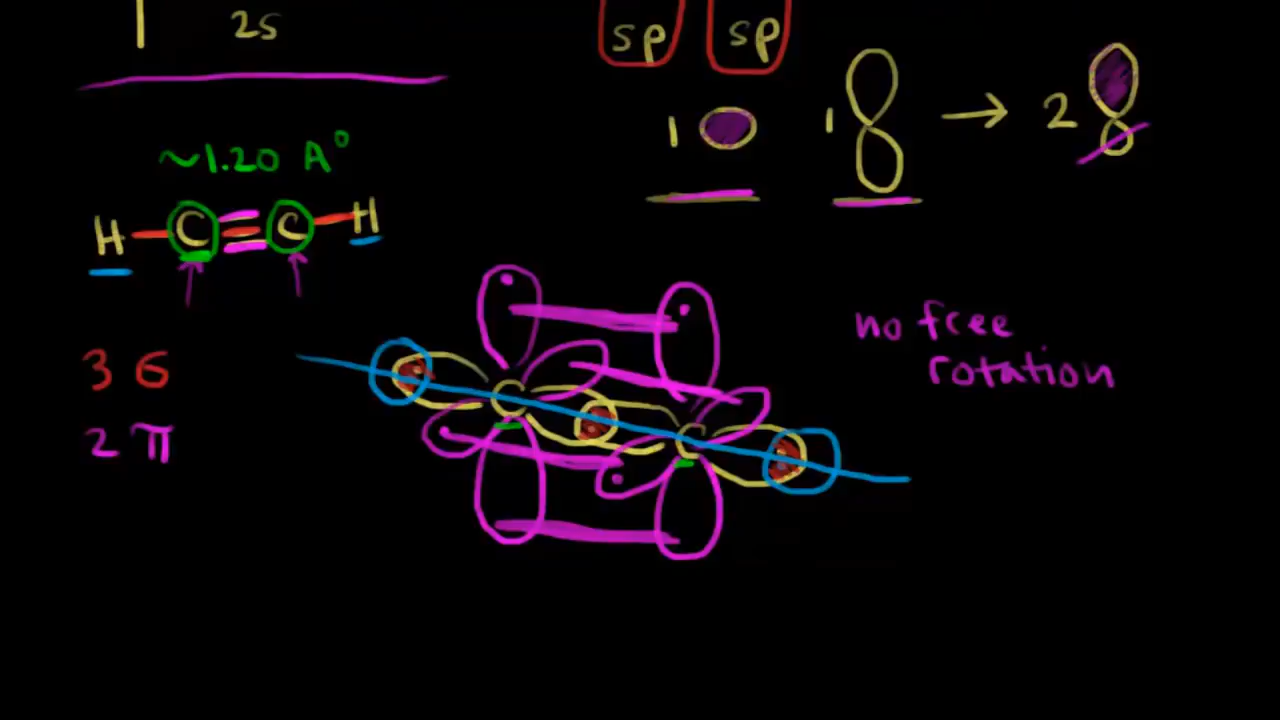 2s
sp sp
1 1 → 2
~1.20 A°
H-C≡C-H
no free
rotation
3 σ
2 π
C
C